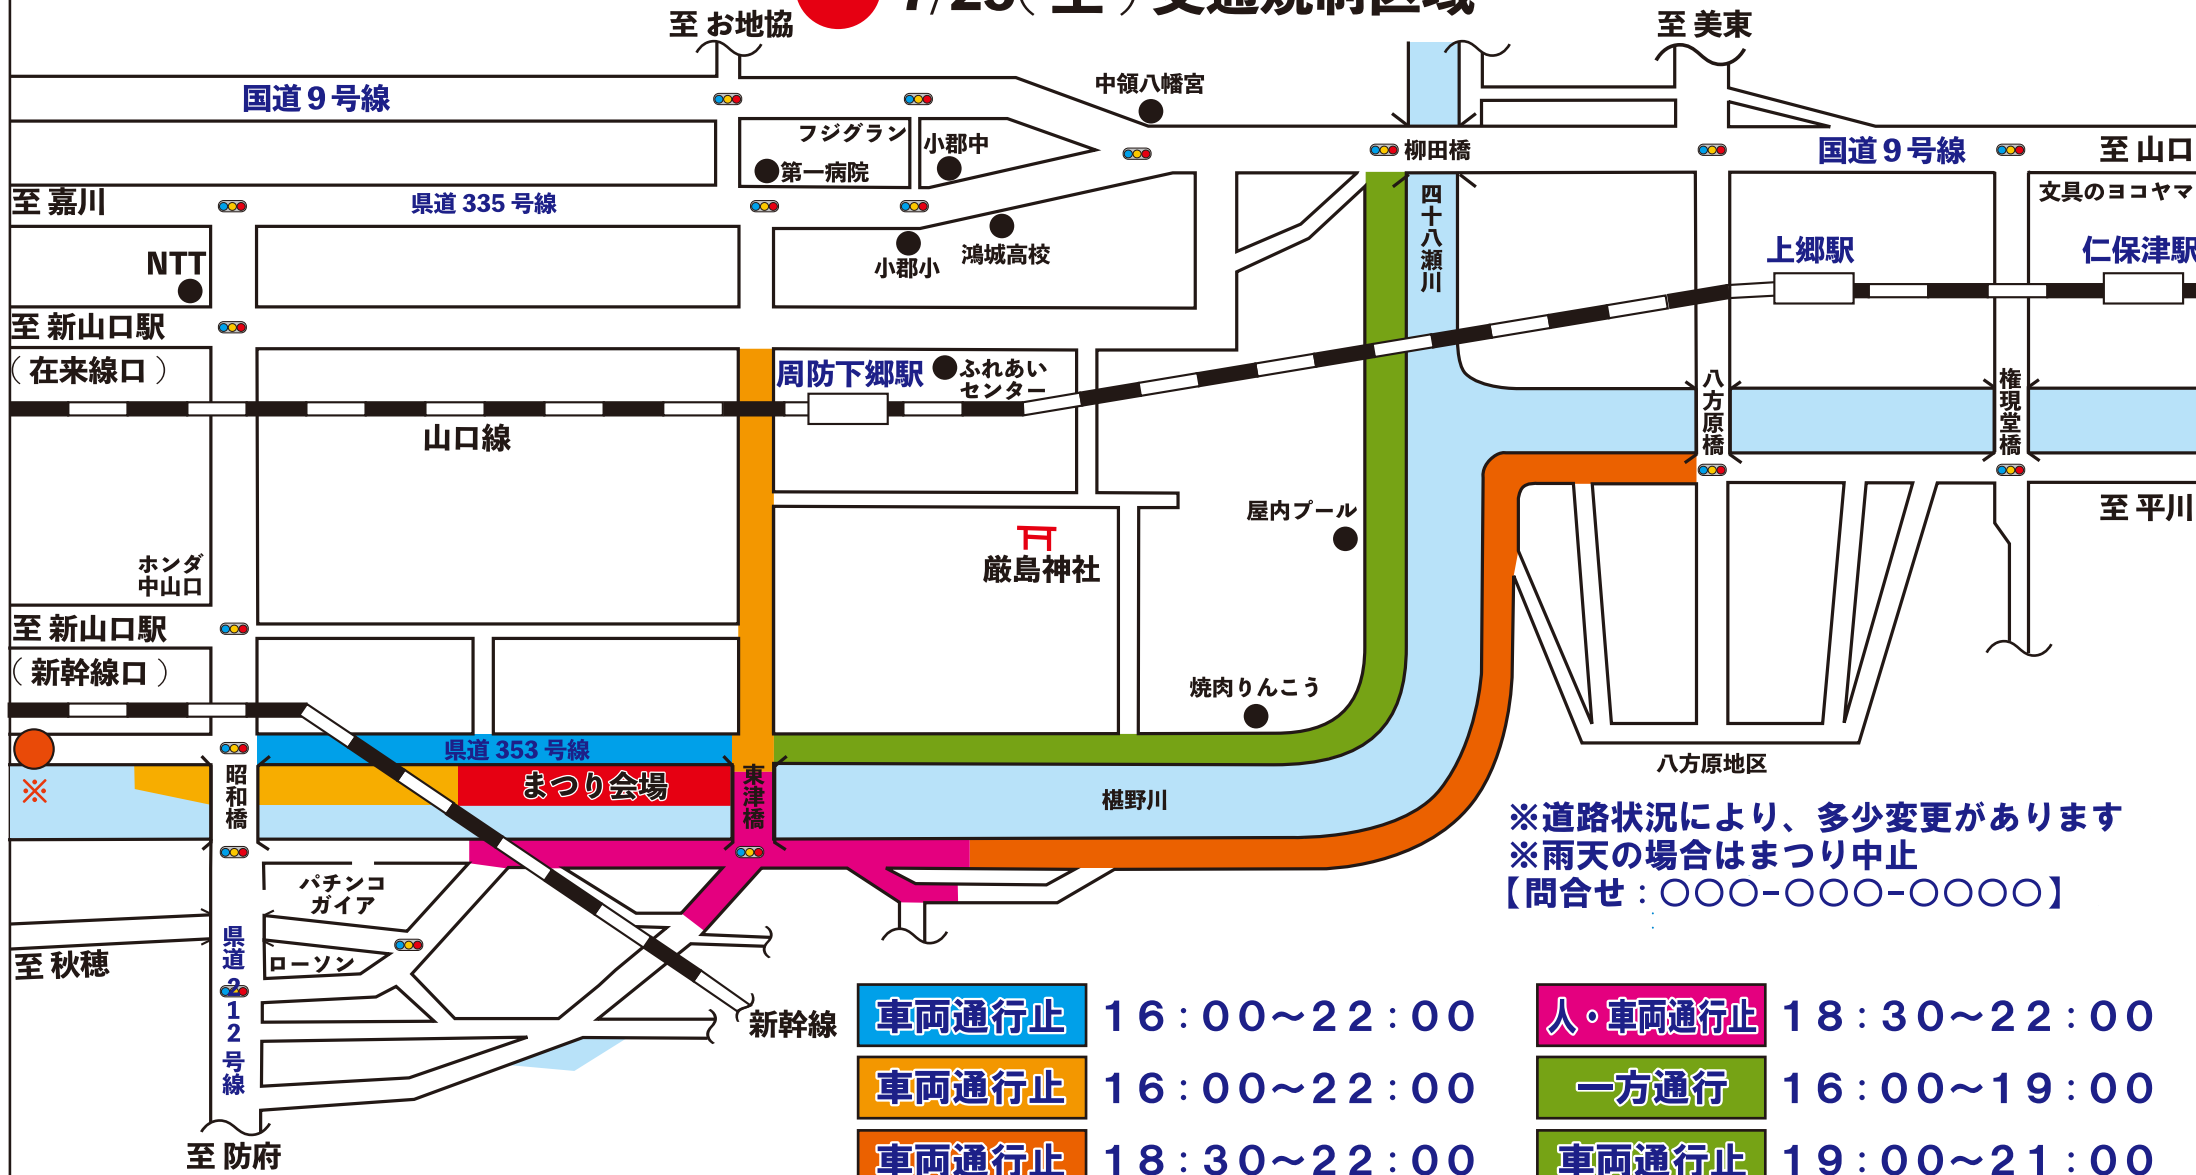 7/25(土)交通規制区域
至 お地協
至 美東
国道9号線
中領八幡宮
フジグラン
小郡中
第一病院
柳田橋
国道9号線
至 山口
至 嘉川
県道 335 号線
四十八瀬川
文具のヨコヤマ
NTT
小郡小
鴻城高校
上郷駅
仁保津駅
至 新山口駅
(在来線口)
周防下郷駅
ふれあい
センター
八方原橋
権現堂橋
山口線
屋内プール
至 平川
ホンダ
中山口
厳島神社
至 新山口駅
(新幹線口)
焼肉りんこう
県道 353 号線
八方原地区
※
昭和橋
まつり会場
東津橋
椹野川
※道路状況により、多少変更があります
※雨天の場合はまつり中止
【問合せ：○○○−○○○−○○○○】
パチンコ
ガイア
至 秋穂
ローソン
県道212号線
新幹線
至 防府
車両通行止 16：00〜22：00
人・車両通行止 18：30〜22：00
車両通行止 16：00〜22：00
一方通行 16：00〜19：00
車両通行止 18：30〜22：00
車両通行止 19：00〜21：00